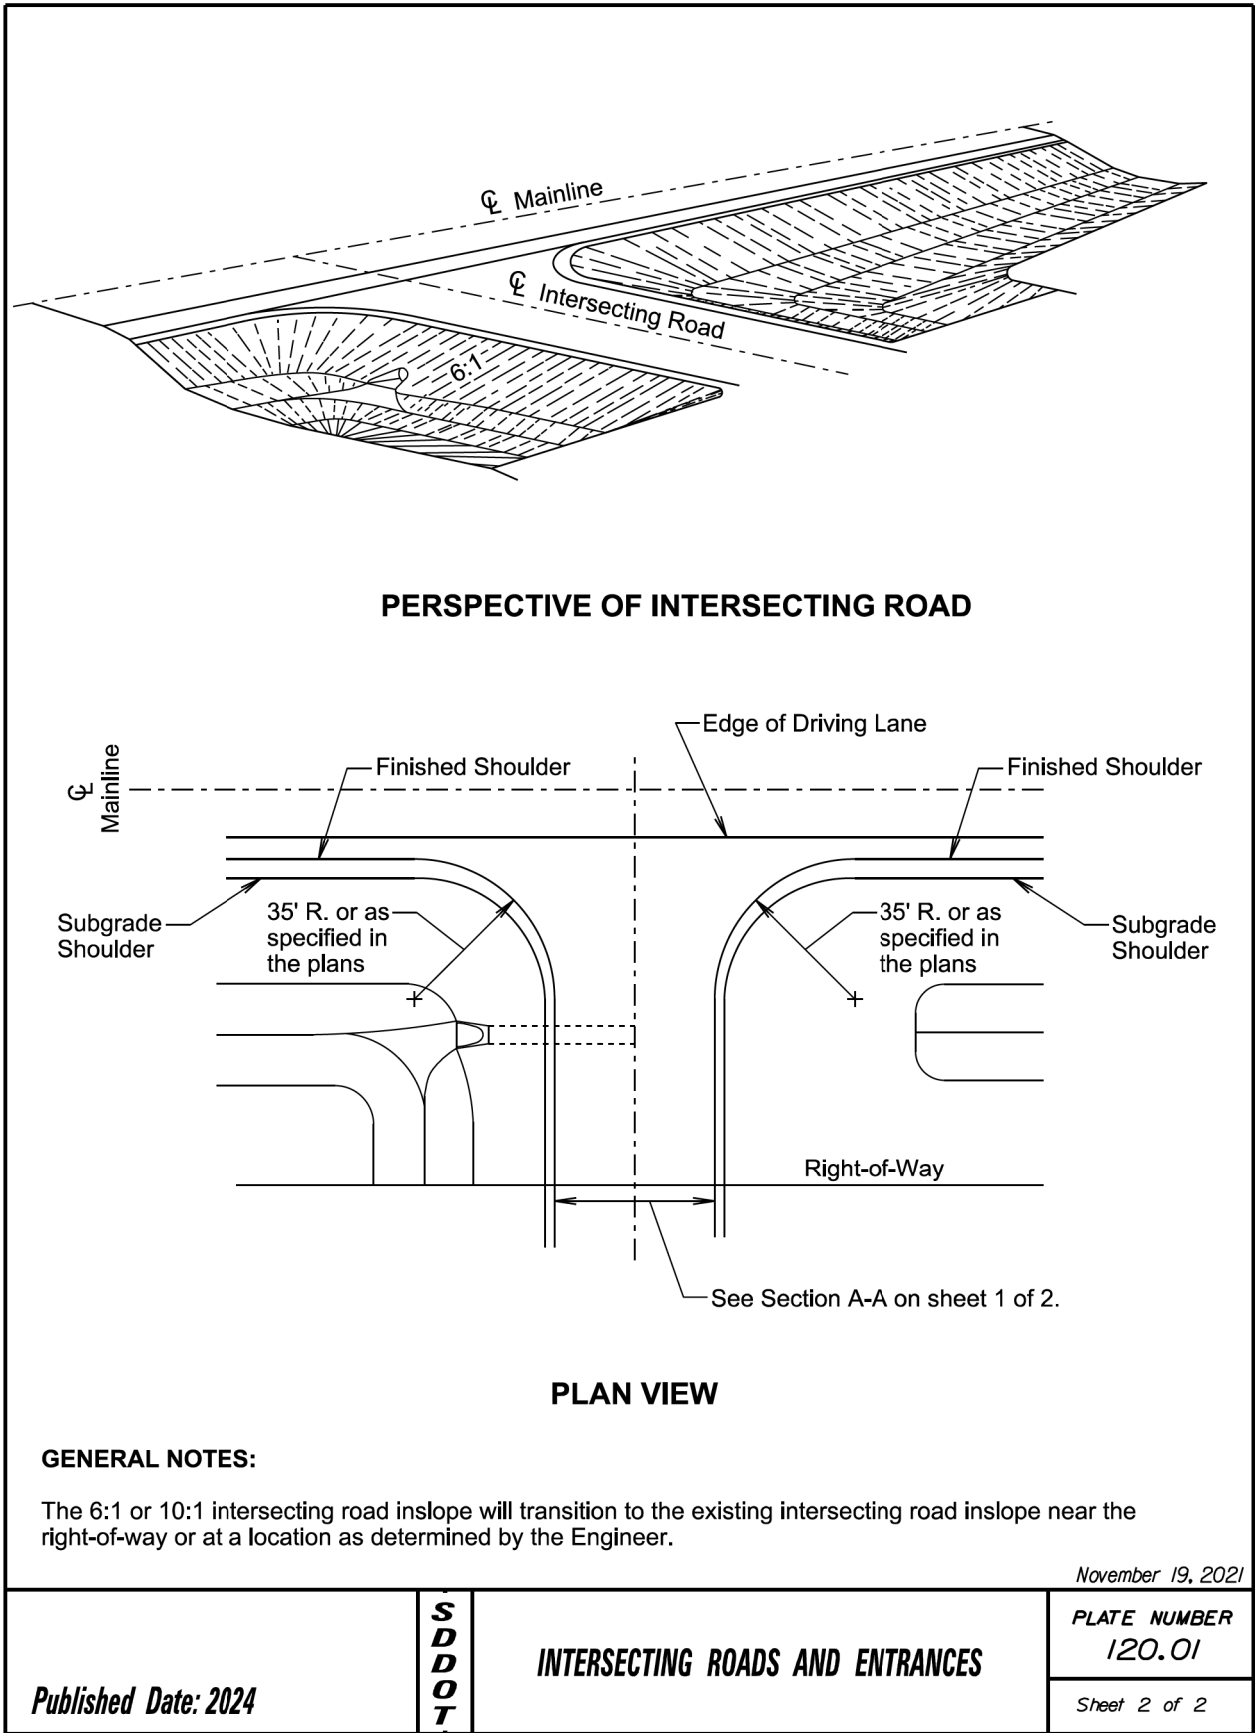 ℄ Mainline
℄ Intersecting Road
6:1
PERSPECTIVE OF INTERSECTING ROAD
Edge of Driving Lane
℄ Mainline
Finished Shoulder
Finished Shoulder
Subgrade
Shoulder
35' R. or as
specified in
the plans
35' R. or as
specified in
the plans
Subgrade
Shoulder
Right-of-Way
See Section A-A on sheet 1 of 2.
PLAN VIEW
GENERAL NOTES:
The 6:1 or 10:1 intersecting road inslope will transition to the existing intersecting road inslope near the
right-of-way or at a location as determined by the Engineer.
November 19, 2021
Published Date: 2024
SDDOT
INTERSECTING ROADS AND ENTRANCES
PLATE NUMBER
120.01
Sheet 2 of 2